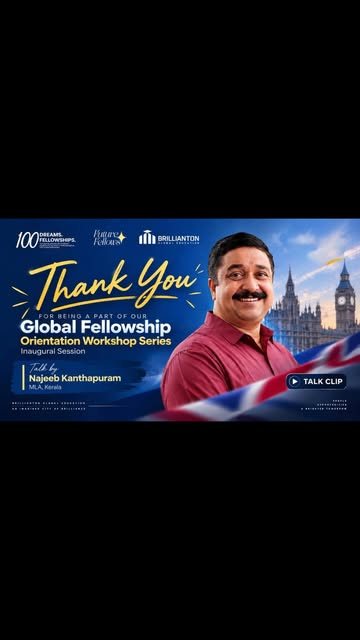 100 DREAMS. FELLOWSHIPS.
Future Fellows
BRILLIANTON
GLOBAL EDUCATION
Thank You
FOR BEING A PART OF OUR
Global Fellowship
Orientation Workshop Series
Inaugural Session
Talk by:
Najeeb Kanthapuram
MLA, Kerala
TALK CLIP
BRILLIANTON GLOBAL EDUCATION